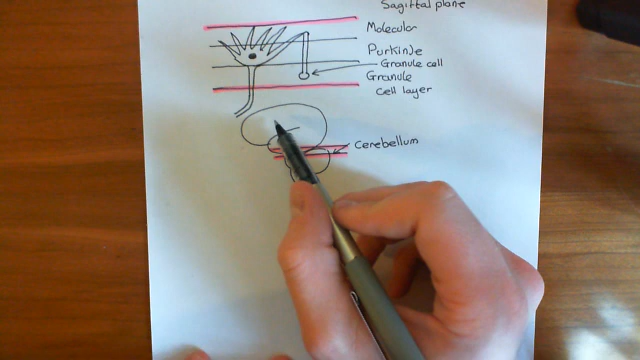 Sagittal plane
Molecular
Purkinje
Granule cell
Granule
cell layer
Cerebellum